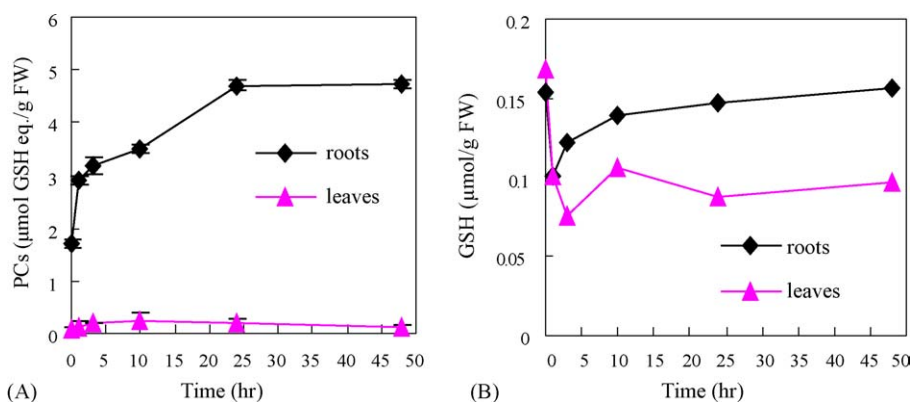 6
5
4
3
2
1
0
PCs (μmol GSH eq./g FW)
roots
leaves
0 5 10 15 20 25 30 35 40 45 50
Time (hr)
(A)
0.2
0.15
0.1
0.05
0
GSH (μmol/g FW)
roots
leaves
0 5 10 15 20 25 30 35 40 45 50
Time (hr)
(B)